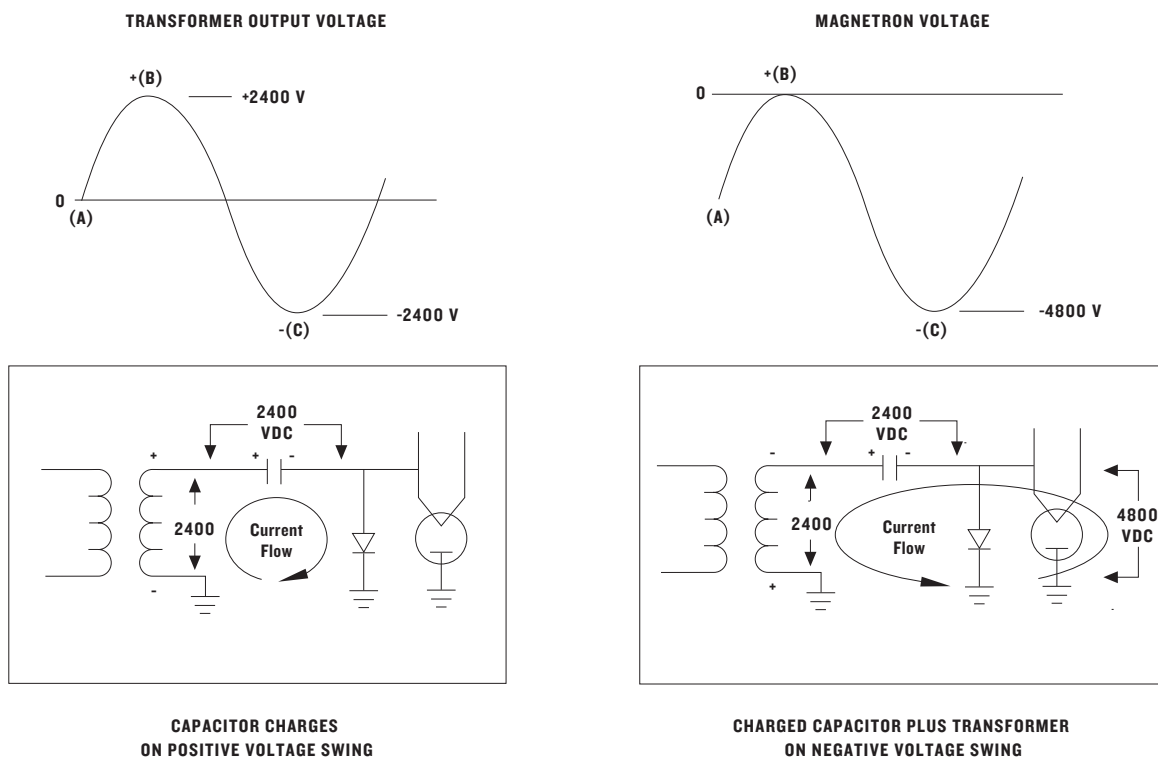 TRANSFORMER OUTPUT VOLTAGE
+(B)
+2400 V
0
(A)
-2400 V
-(C)
MAGNETRON VOLTAGE
+(B)
0
(A)
-4800 V
-(C)
2400
VDC
+
+ -
2400
Current
Flow
-
CAPACITOR CHARGES
ON POSITIVE VOLTAGE SWING
2400
VDC
-
+ -
2400
Current
Flow
4800
VDC
+
CHARGED CAPACITOR PLUS TRANSFORMER
ON NEGATIVE VOLTAGE SWING